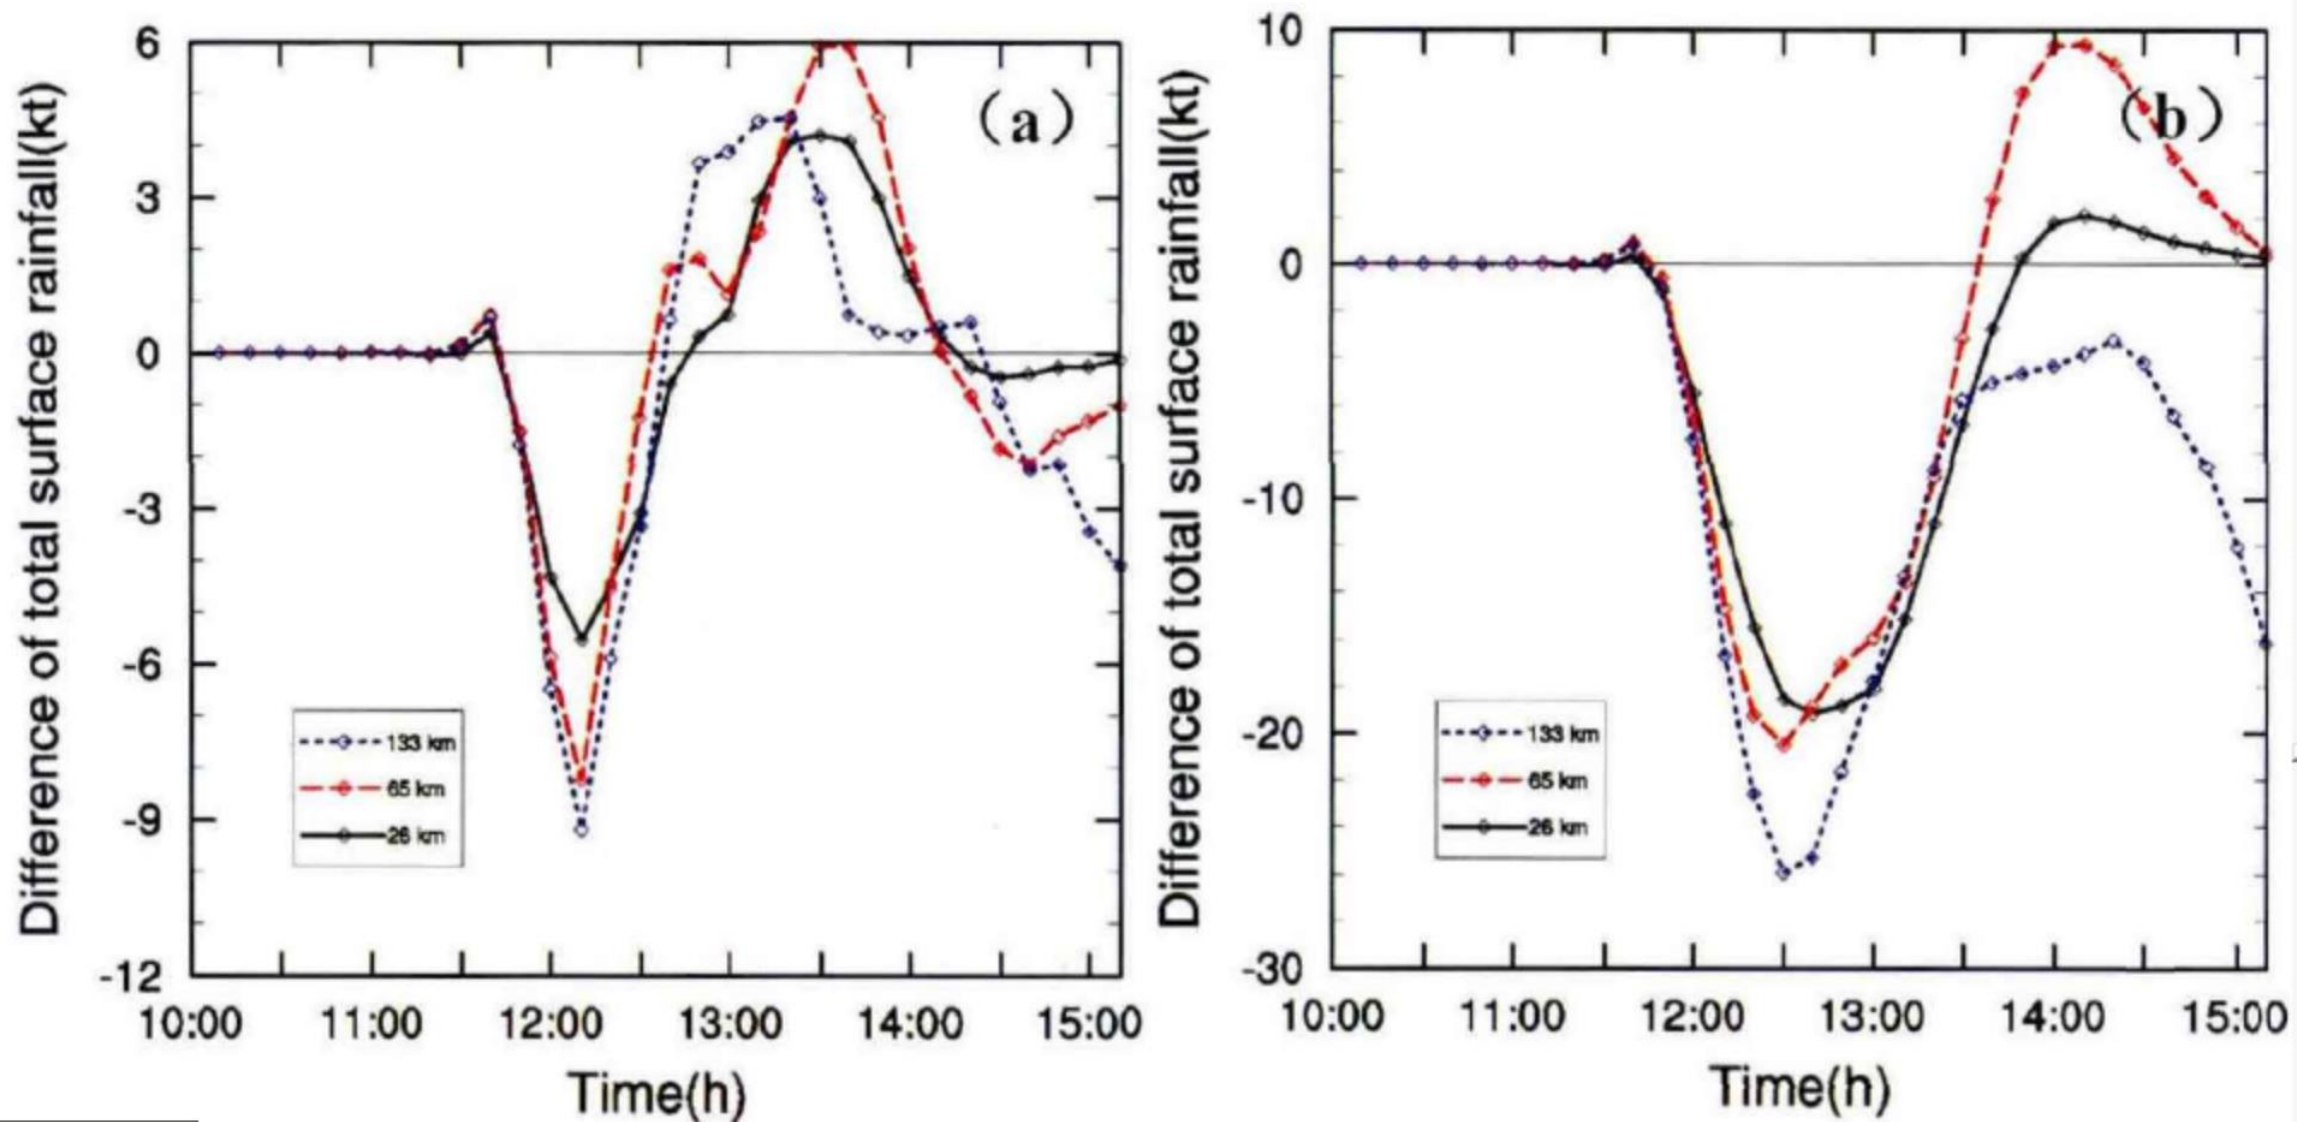 Difference of total surface rainfall(kt)
6
3
0
-3
-6
-9
-12
(a)
133 km
65 km
26 km
10:00 11:00 12:00 13:00 14:00 15:00
Time(h)
Difference of total surface rainfall(kt)
10
0
-10
-20
-30
(b)
133 km
65 km
26 km
10:00 11:00 12:00 13:00 14:00 15:00
Time(h)